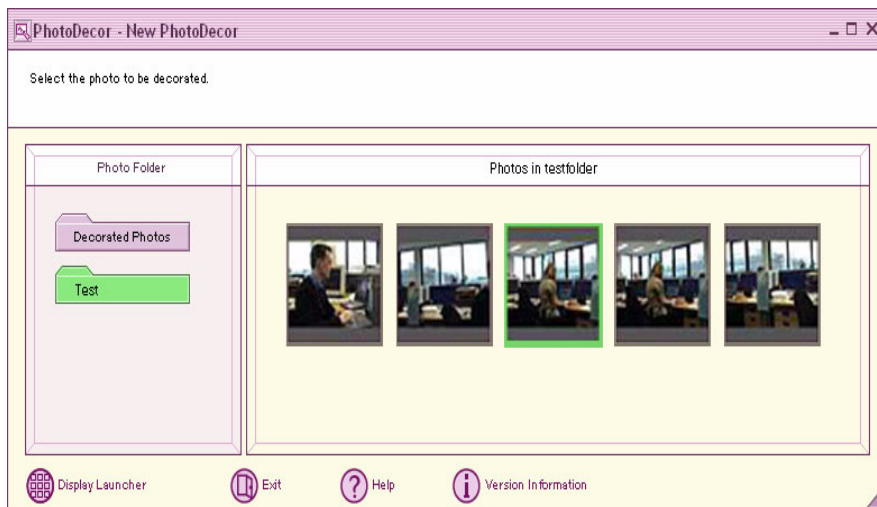 PhotoDecor - New PhotoDecor
Select the photo to be decorated.
Photo Folder
Photos in testfolder
Decorated Photos
Test
Display Launcher
Exit
? Help
i Version Information